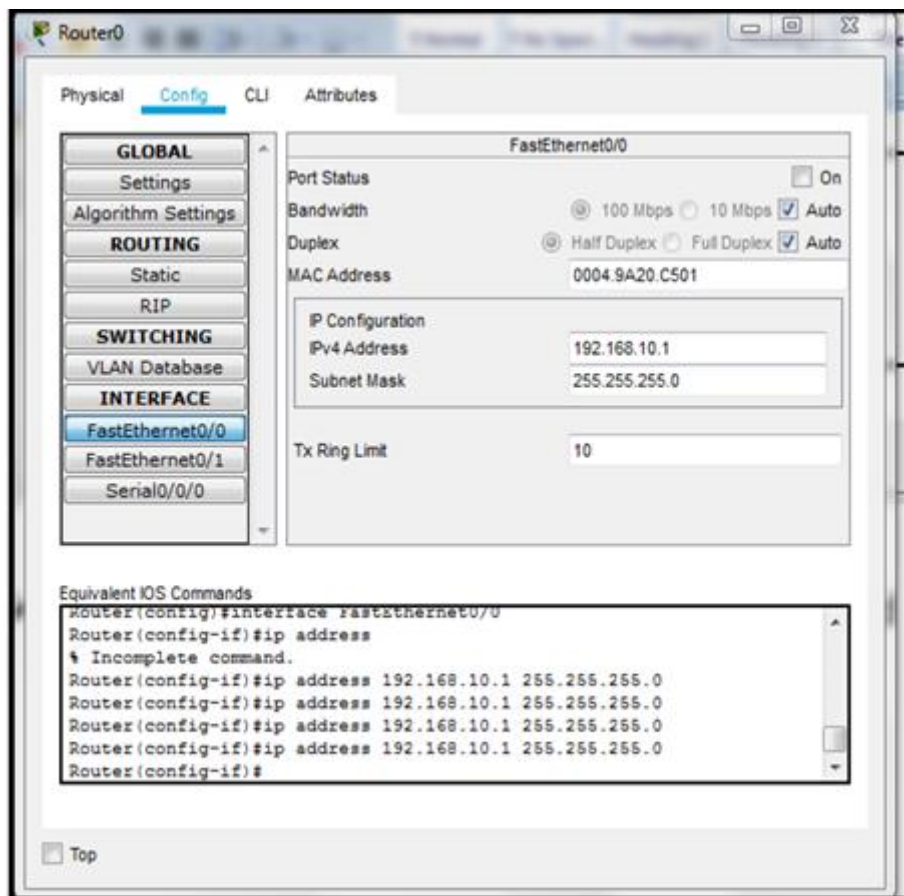 Router0
Physical Config CLI Attributes
GLOBAL
Settings
Algorithm Settings
ROUTING
Static
RIP
SWITCHING
VLAN Database
INTERFACE
FastEthernet0/0
FastEthernet0/1
Serial0/0/0
FastEthernet0/0
Port Status On
Bandwidth 100 Mbps 10 Mbps Auto
Duplex Half Duplex Full Duplex Auto
MAC Address 0004.9A20.C501
IP Configuration
IPv4 Address 192.168.10.1
Subnet Mask 255.255.255.0
Tx Ring Limit 10
Equivalent IOS Commands
Router(config)#interface FastEthernet0/0
Router(config-if)#ip address
% Incomplete command.
Router(config-if)#ip address 192.168.10.1 255.255.255.0
Router(config-if)#ip address 192.168.10.1 255.255.255.0
Router(config-if)#ip address 192.168.10.1 255.255.255.0
Router(config-if)#ip address 192.168.10.1 255.255.255.0
Router(config-if)#
Top